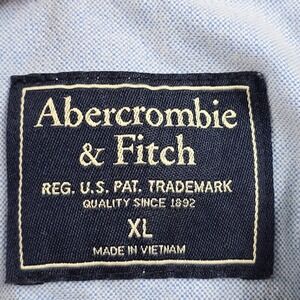 Abercrombie
& Fitch
REG. U.S. PAT. TRADEMARK
QUALITY SINCE 1892
XL
MADE IN VIETNAM